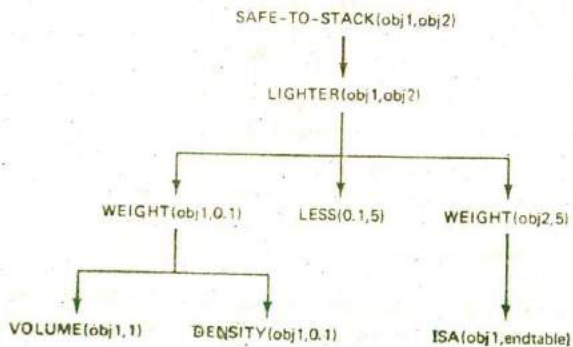 SAFE-TO-STACK(obj1,obj2)
LIGHTER(obj1,obj2)
WEIGHT(obj1,0.1) LESS(0.1,5) WEIGHT(obj2,5)
VOLUME(obj1,1) DENSITY(obj1,0.1) ISA(obj1,endtable)